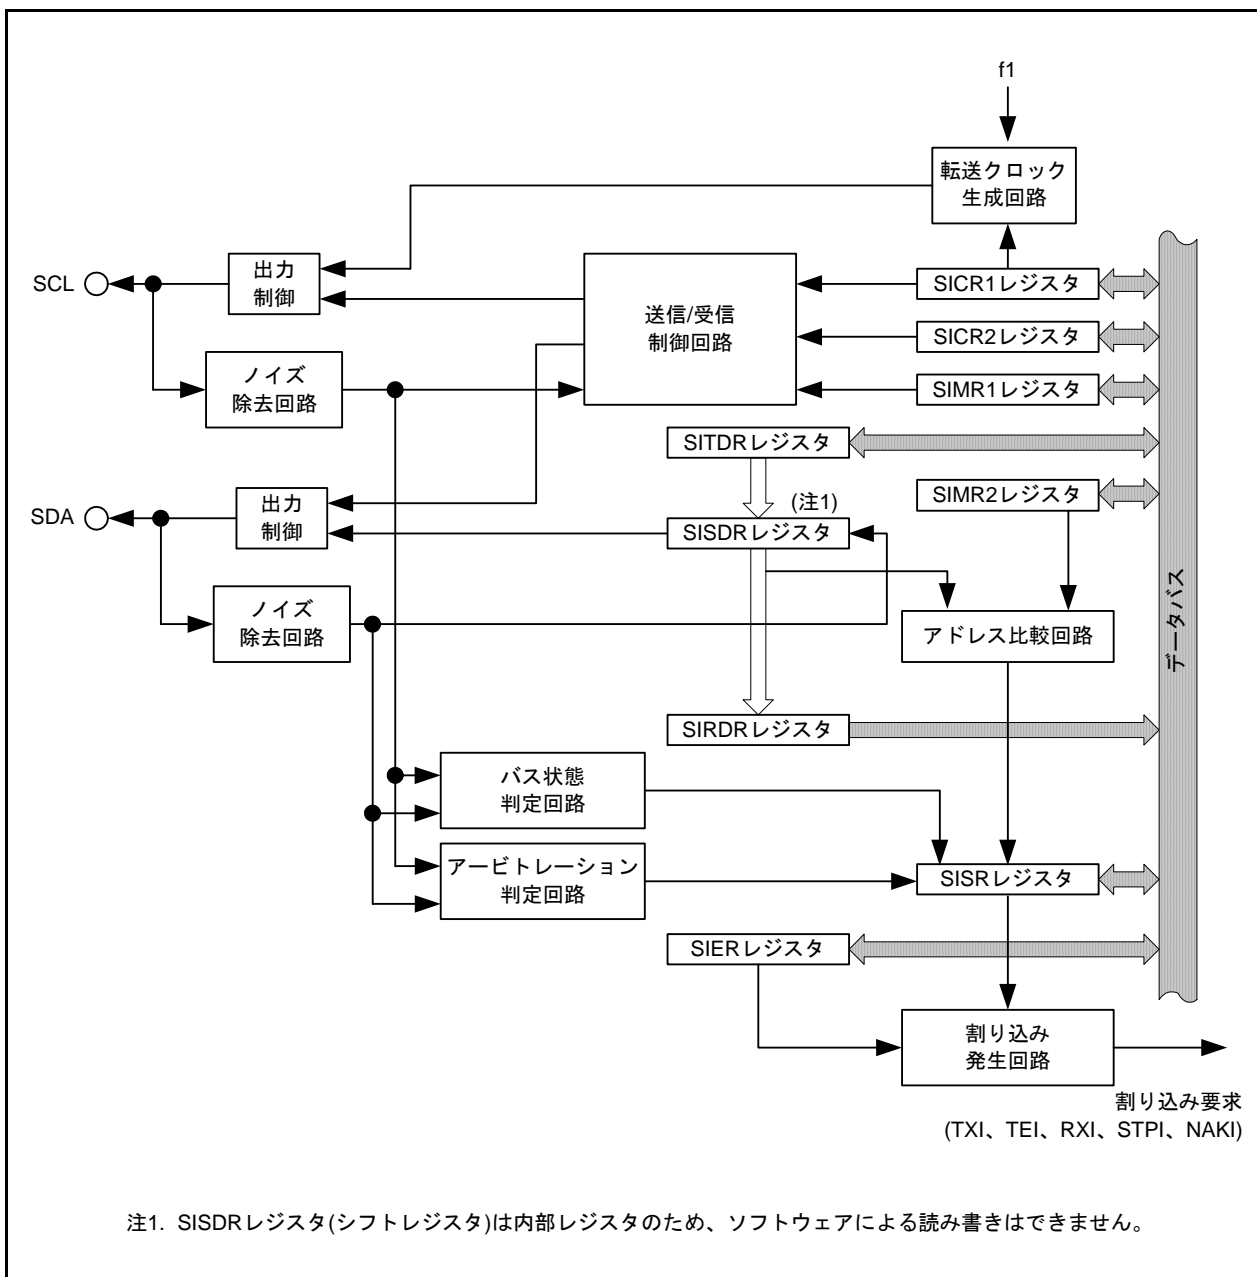 f1
転送クロック
生成回路
SCL
出力
制御
送信/受信
制御回路
SICR1レジスタ
SICR2レジスタ
SIMR1レジスタ
ノイズ
除去回路
SITDRレジスタ
SIMR2レジスタ
SDA
出力
制御
(注1)
SISDRレジスタ
ノイズ
除去回路
アドレス比較回路
データバス
SIRDRレジスタ
バス状態
判定回路
アービトレーション
判定回路
SISRレジスタ
SIERレジスタ
割り込み
発生回路
割り込み要求
(TXI、TEI、RXI、STPI、NAKI)
注1. SISDRレジスタ(シフトレジスタ)は内部レジスタのため、ソフトウェアによる読み書きはできません。